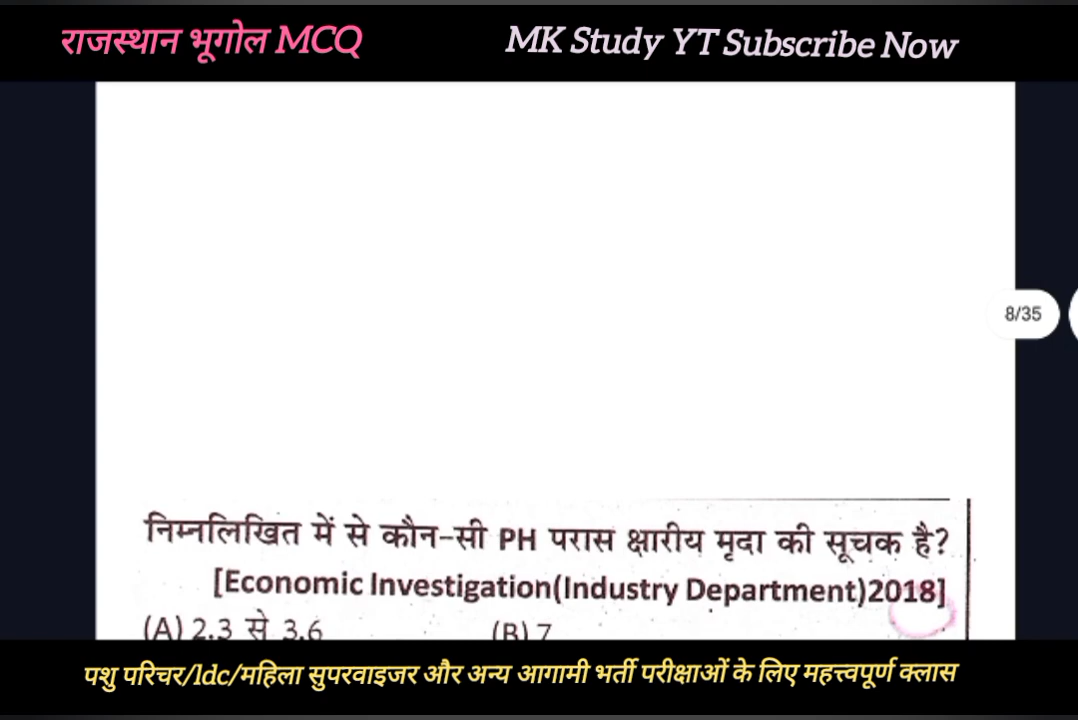 राजस्थान भूगोल MCQ
MK Study YT Subscribe Now
8/35
निम्नलिखित में से कौन-सी PH परास क्षारीय मृदा की सूचक है?
[Economic Investigation(Industry Department)2018]
(A) 2.3 से 3.6 (B) 7
पशु परिचर/ldc/महिला सुपरवाइजर और अन्य आगामी भर्ती परीक्षाओं के लिए महत्त्वपूर्ण क्लास